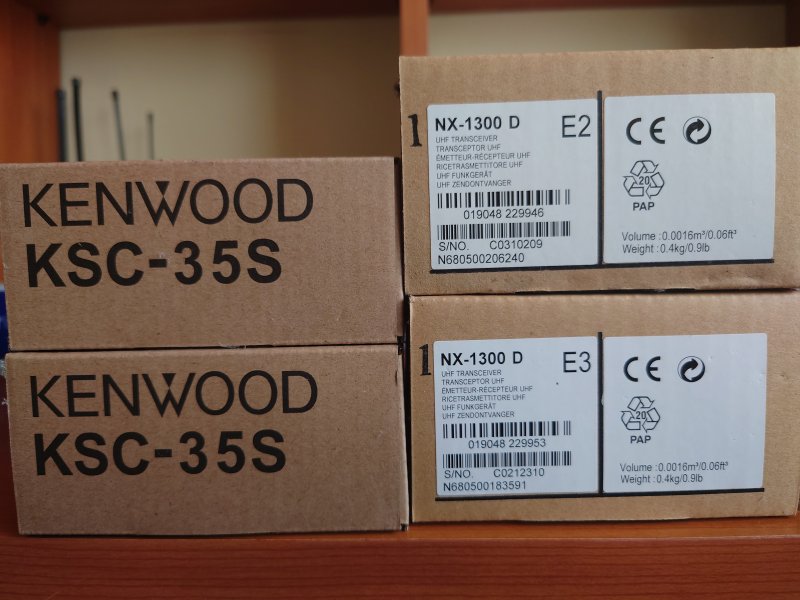 KENWOOD
KSC-35S
KENWOOD
KSC-35S
1
NX-1300 D
E2
UHF TRANSCEIVER
TRANSCEPTOR UHF
ÉMETTEUR-RÉCEPTEUR UHF
RICETRASMETTITORE UHF
UHF FUNKGERÄT
UHF ZENDONTVANGER
019048 229946
S/NO. C0310209
N680500206240
CE
20
PAP
Volume :0.0016m³/0.06ft³
Weight :0.4kg/0.9lb
1
NX-1300 D
E3
UHF TRANSCEIVER
TRANSCEPTOR UHF
ÉMETTEUR-RÉCEPTEUR UHF
RICETRASMETTITORE UHF
UHF FUNKGERÄT
UHF ZENDONTVANGER
019048 229953
S/NO. C0212310
N680500183591
CE
20
PAP
Volume :0.0016m³/0.06ft³
Weight :0.4kg/0.9lb